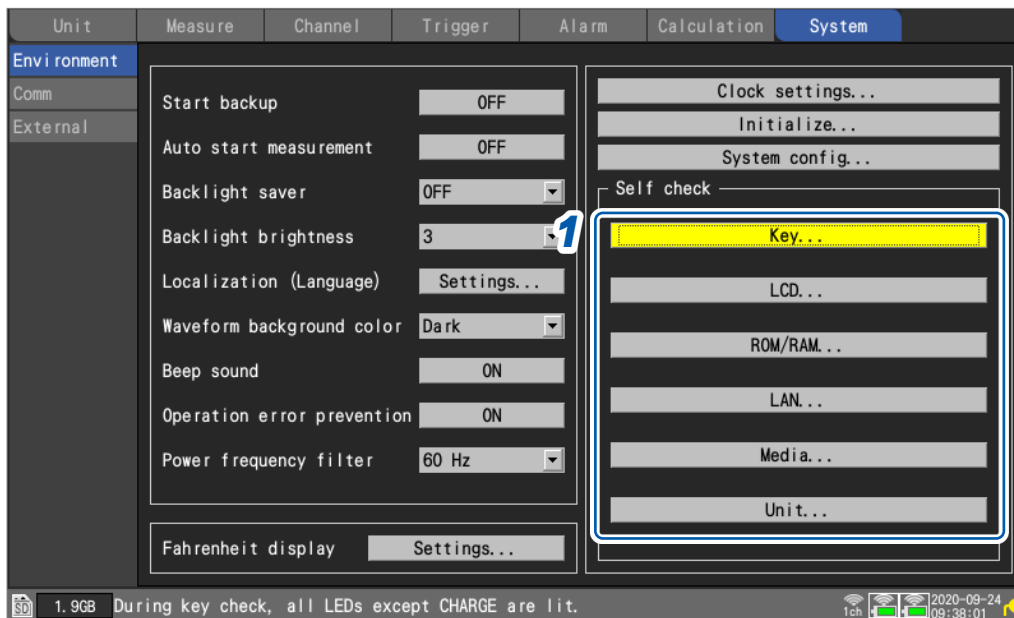 Unit Measure Channel Trigger Alarm Calculation System
Environment
Comm
External
Start backup OFF
Auto start measurement OFF
Backlight saver OFF
Backlight brightness 3
Localization (Language) Settings...
Waveform background color Dark
Beep sound ON
Operation error prevention ON
Power frequency filter 60 Hz
Fahrenheit display Settings...
Clock settings...
Initialize...
System config...
Self check
1
Key...
LCD...
ROM/RAM...
LAN...
Media...
Unit...
SD 1.9GB During key check, all LEDs except CHARGE are lit. 1ch 2020-09-24
09:38:01